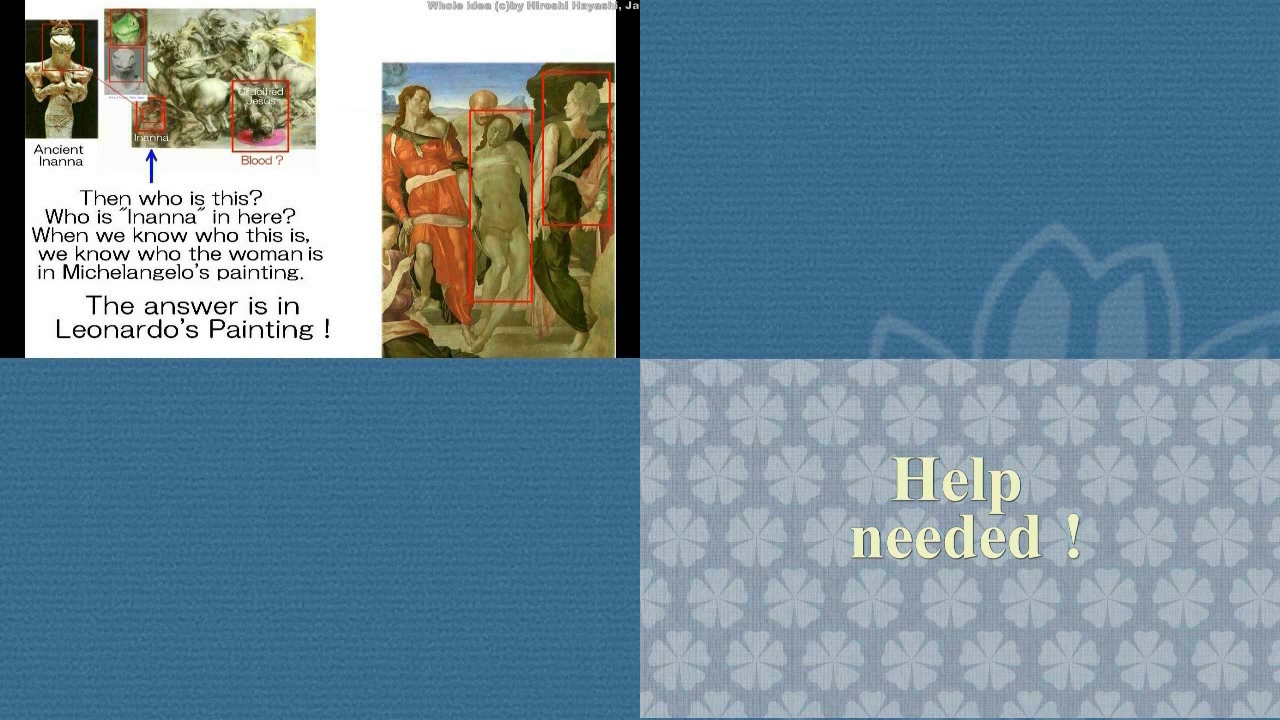 Whole idea (c)by Hiroshi Hayashi, Ja
Crucified
Jesus
Inanna
Ancient
Inanna
Blood ?
Then who is this?
Who is "Inanna" in here?
When we know who this is,
we know who the woman is
in Michelangelo's painting.
The answer is in
Leonardo's Painting !
Help
needed !